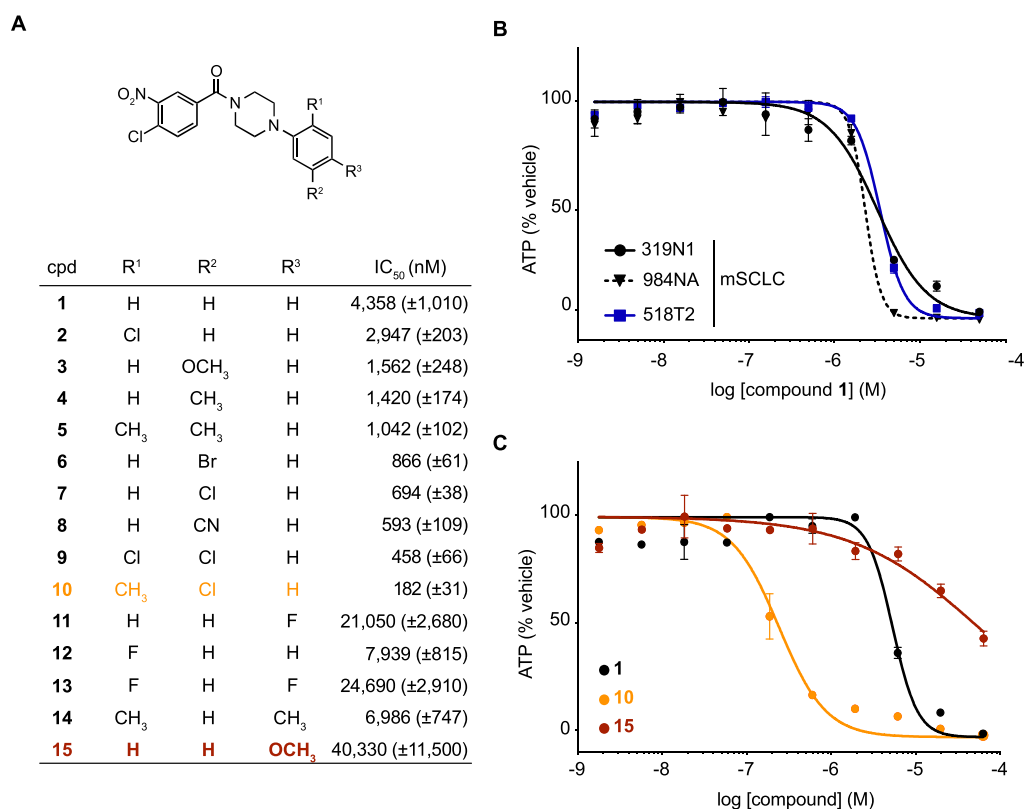 A
O
O₂N
Cl
N
N
R¹
R³
R²
cpd R¹ R² R³ IC₅₀ (nM)
1 H H H 4,358 (±1,010)
2 Cl H H 2,947 (±203)
3 H OCH₃ H 1,562 (±248)
4 H CH₃ H 1,420 (±174)
5 CH₃ CH₃ H 1,042 (±102)
6 H Br H 866 (±61)
7 H Cl H 694 (±38)
8 H CN H 593 (±109)
9 Cl Cl H 458 (±66)
10 CH₃ Cl H 182 (±31)
11 H H F 21,050 (±2,680)
12 F H H 7,939 (±815)
13 F H F 24,690 (±2,910)
14 CH₃ H CH₃ 6,986 (±747)
15 H H OCH₃ 40,330 (±11,500)
B
ATP (% vehicle)
100
50
0
319N1
984NA
518T2
mSCLC
-9 -8 -7 -6 -5 -4
log [compound 1] (M)
C
ATP (% vehicle)
100
50
0
1
10
15
-9 -8 -7 -6 -5 -4
log [compound] (M)